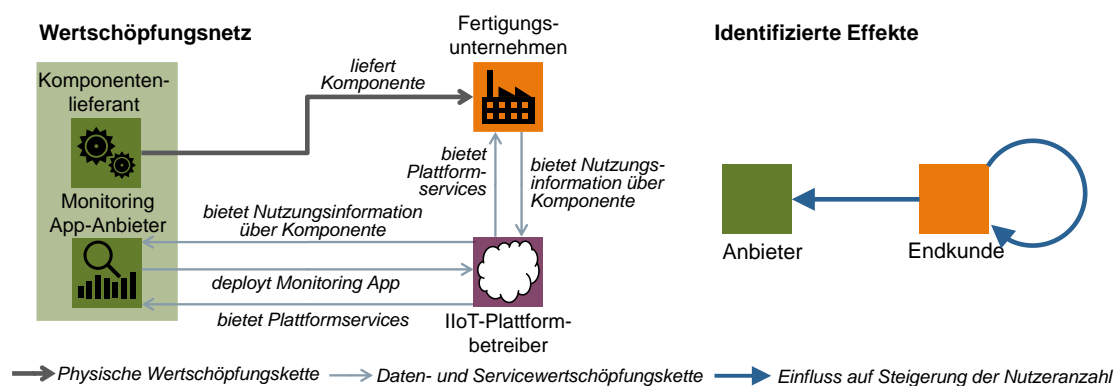 Wertschöpfungsnetz
Fertigungs-
unternehmen
Identifizierte Effekte
Komponenten-
lieferant
liefert
Komponente
Monitoring
App-Anbieter
bietet
Plattform-
services
bietet Nutzungs-
information über
Komponente
bietet Nutzungsinformation
über Komponente
deployt Monitoring App
bietet Plattformservices
IIoT-Plattform-
betreiber
Anbieter
Endkunde
Physische Wertschöpfungskette
Daten- und Servicewertschöpfungskette
Einfluss auf Steigerung der Nutzeranzahl